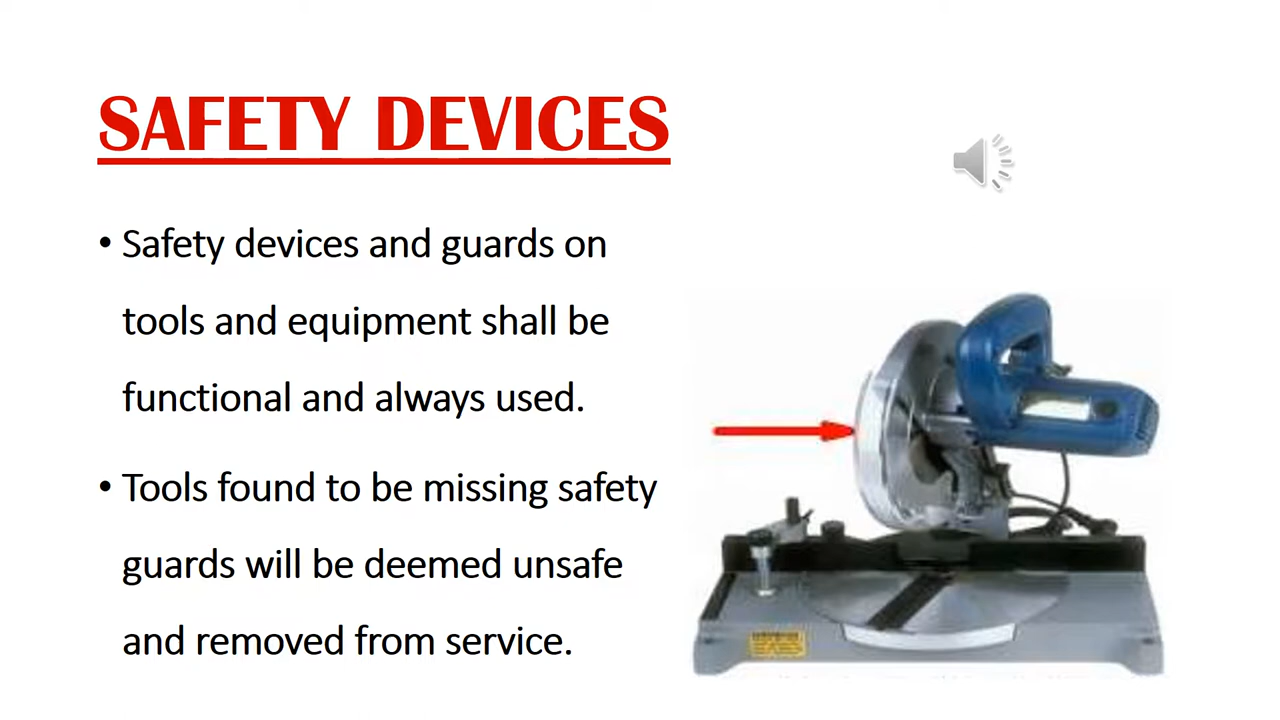 SAFETY DEVICES
• Safety devices and guards on
tools and equipment shall be
functional and always used.
• Tools found to be missing safety
guards will be deemed unsafe
and removed from service.